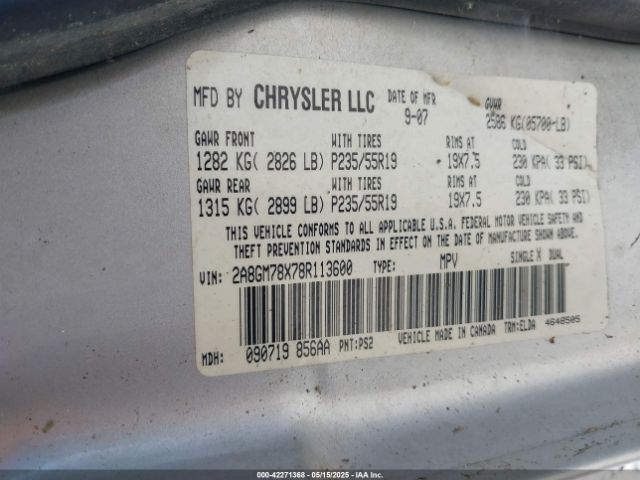 MFD BY CHRYSLER LLC DATE OF MFR GVWR
9-07 2586 KG(05700-LB)
GAWR FRONT WITH TIRES RIMS AT COLD
1282 KG( 2826 LB) P235/55R19 19X7.5 230 KPA( 33 PSI)
GAWR REAR WITH TIRES RIMS AT COLD
1315 KG( 2899 LB) P235/55R19 19X7.5 230 KPA( 33 PSI)
THIS VEHICLE CONFORMS TO ALL APPLICABLE U.S.A. FEDERAL MOTOR VEHICLE SAFETY AND
THEFT PREVENTION STANDARDS IN EFFECT ON THE DATE OF MANUFACTURE SHOWN ABOVE.
VIN: 2A8GM78X78R113600 TYPE: MPV SINGLE X DUAL
MDH: 090719 856AA PNT:PS2 VEHICLE MADE IN CANADA TRM:ELDA 4648505
000-42271368 - 05/15/2025 - IAAI.COM